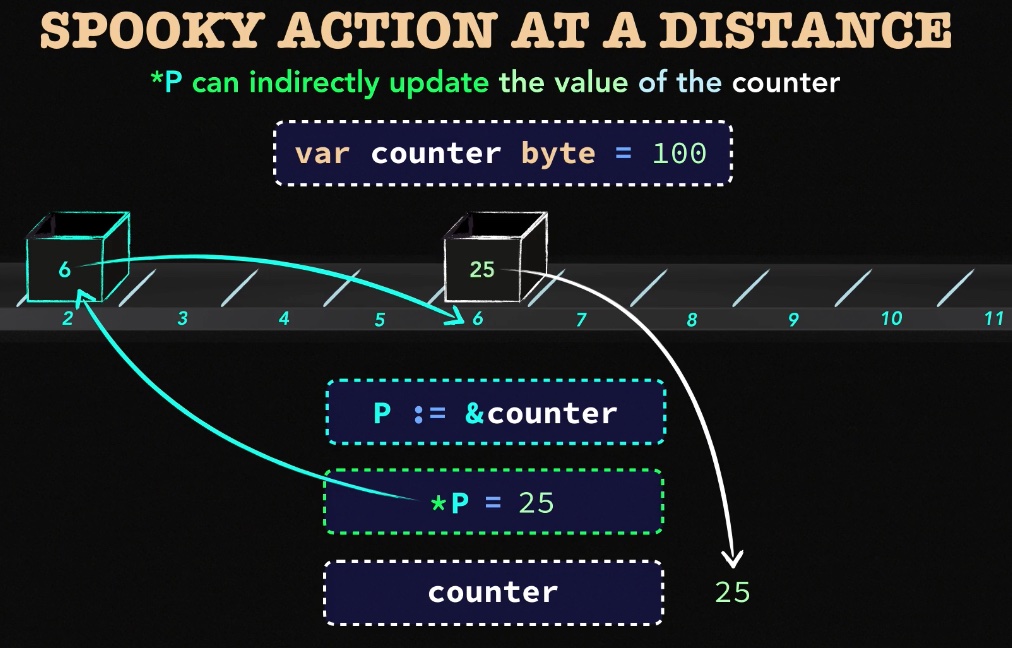 SPOOKY ACTION AT A DISTANCE
*P can indirectly update the value of the counter
var counter byte = 100
6 25
2 3 4 5 6 7 8 9 10 11
P := &counter
*P = 25
counter 25